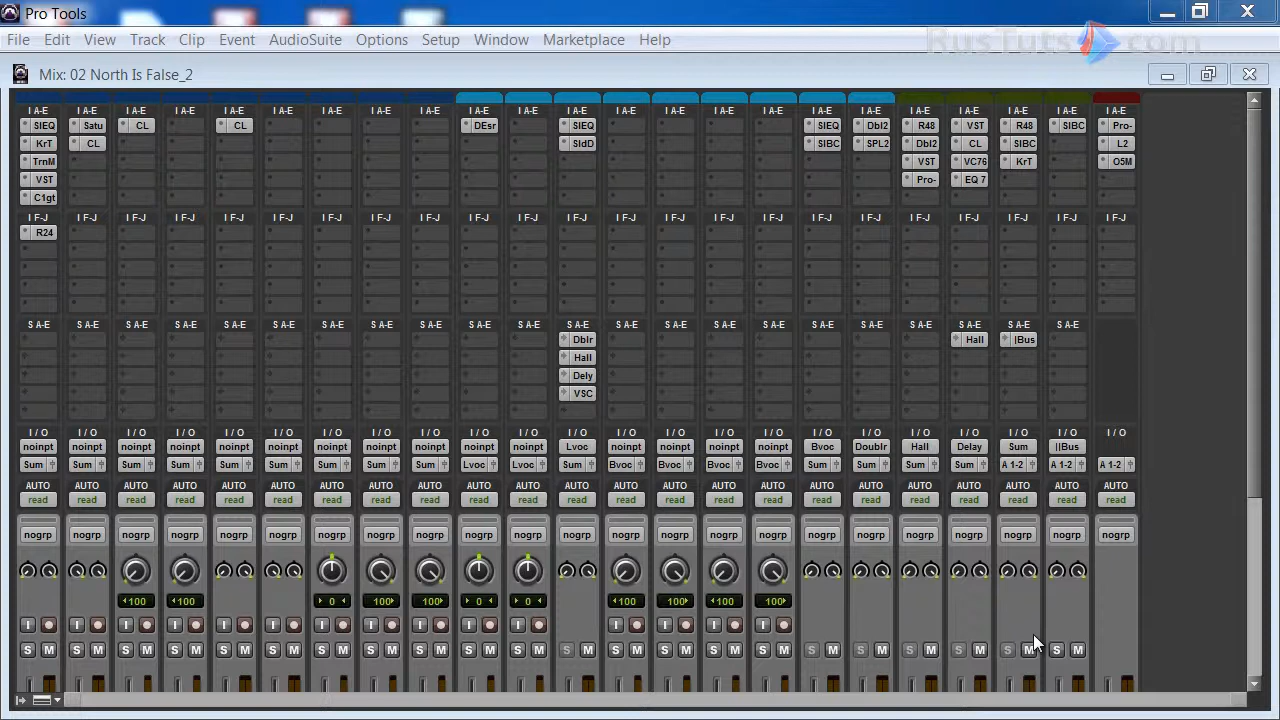 Pro Tools
RusTuts.com
File Edit View Track Clip Event AudioSuite Options Setup Window Marketplace Help
Mix: 02 North Is False_2
I A-E I A-E I A-E I A-E I A-E I A-E I A-E I A-E I A-E I A-E I A-E I A-E I A-E I A-E I A-E I A-E I A-E I A-E I A-E I A-E I A-E I A-E I A-E
SIEQ Satu CL CL DEsr SIEQ SIEQ Dbl2 R48 VST R48 SIBC Pro-
KrT CL SIdD SIBC SPL2 Dbl2 CL SIBC L2
TrnM VST VC76 KrT O5M
VST Pro- EQ 7
C1gt
I F-J I F-J I F-J I F-J I F-J I F-J I F-J I F-J I F-J I F-J I F-J I F-J I F-J I F-J I F-J I F-J I F-J I F-J I F-J I F-J I F-J I F-J I F-J
R24
S A-E S A-E S A-E S A-E S A-E S A-E S A-E S A-E S A-E S A-E S A-E S A-E S A-E S A-E S A-E S A-E S A-E S A-E S A-E S A-E S A-E S A-E
Dblr Hall ||Bus
Hall
Dely
VSC
I / O I / O I / O I / O I / O I / O I / O I / O I / O I / O I / O I / O I / O I / O I / O I / O I / O I / O I / O I / O I / O I / O I / O
noinpt noinpt noinpt noinpt noinpt noinpt noinpt noinpt noinpt noinpt noinpt Lvoc noinpt noinpt noinpt noinpt Bvoc Doublr Hall Delay Sum ||Bus
Sum Sum Sum Sum Sum Sum Sum Sum Sum Lvoc Lvoc Sum Bvoc Bvoc Bvoc Bvoc Sum Sum Sum Sum A 1-2 A 1-2 A 1-2
AUTO AUTO AUTO AUTO AUTO AUTO AUTO AUTO AUTO AUTO AUTO AUTO AUTO AUTO AUTO AUTO AUTO AUTO AUTO AUTO AUTO AUTO AUTO
read read read read read read read read read read read read read read read read read read read read read read read
nogrp nogrp nogrp nogrp nogrp nogrp nogrp nogrp nogrp nogrp nogrp nogrp nogrp nogrp nogrp nogrp nogrp nogrp nogrp nogrp nogrp nogrp nogrp
100 100 0 100 100 0 0 100 100 100 100
I I I I I I I I I I I I I I I
S M S M S M S M S M S M S M S M S M S M S M S M S M S M S M S M S M S M S M S M S M S M